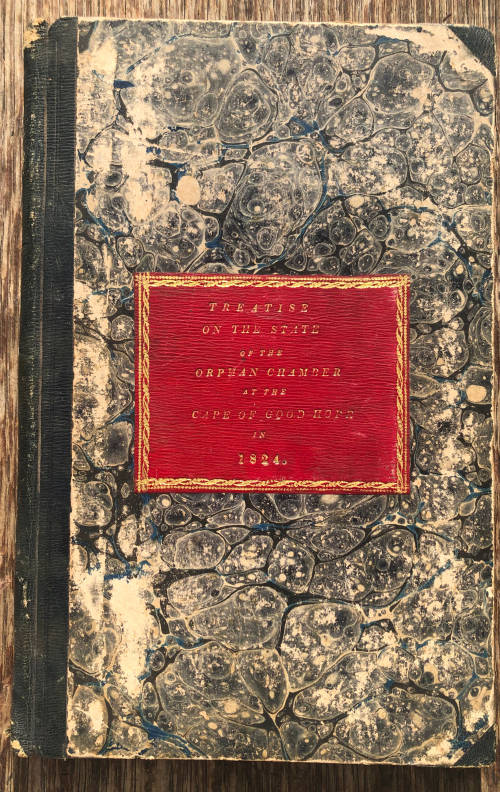 TREATISE
ON THE STATE
OF THE
ORPHAN CHAMBER
AT THE
CAPE OF GOOD HOPE
IN
1824.